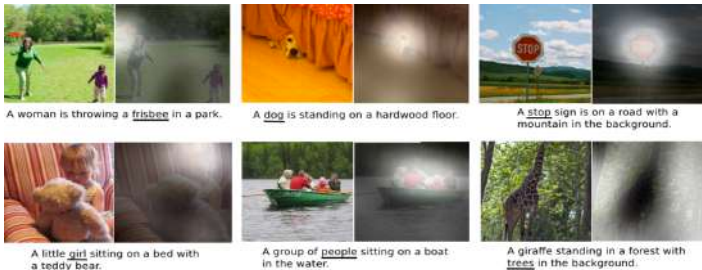 A woman is throwing a frisbee in a park.
A dog is standing on a hardwood floor.
STOP
A stop sign is on a road with a
mountain in the background.
A little girl sitting on a bed with
a teddy bear.
A group of people sitting on a boat
in the water.
A giraffe standing in a forest with
trees in the background.